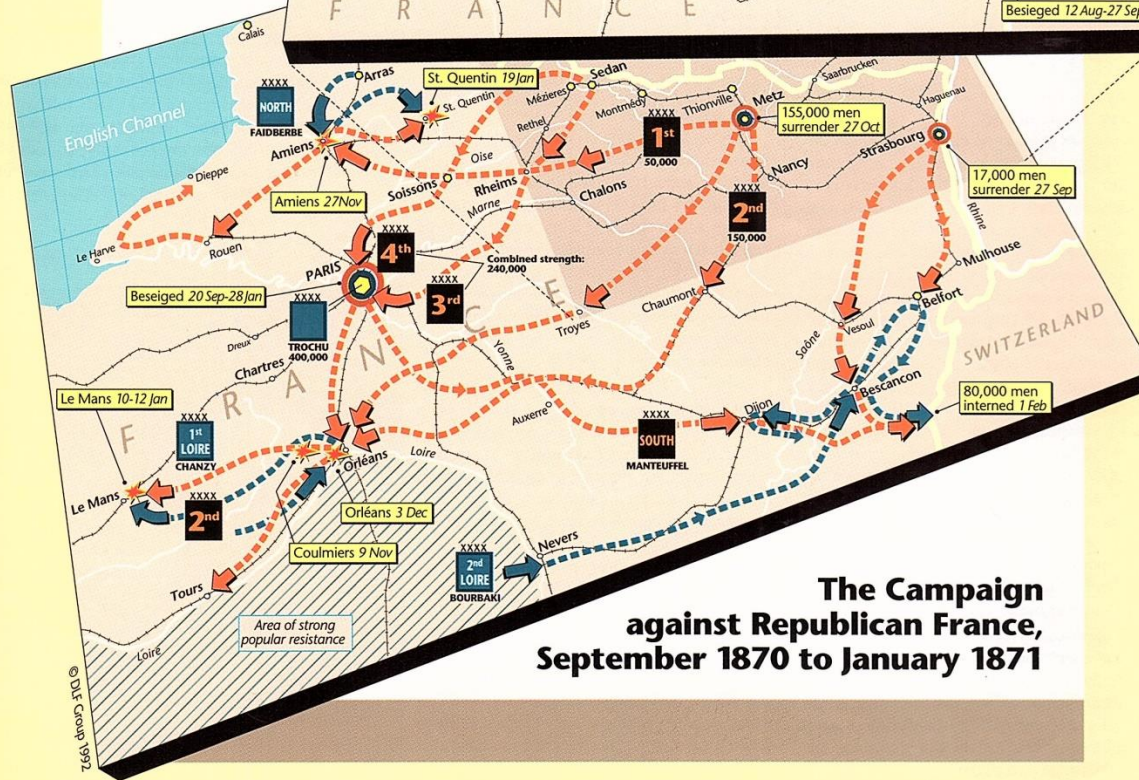 F R A N C E
Besieged 12 Aug-27 Sep
Calais
English Channel
XXXX
NORTH
FAIDBERBE
Arras
St. Quentin 19 Jan
St. Quentin
Amiens
Amiens 27 Nov
Dieppe
Le Harve
Rouen
Sedan
Mézieres
Montmédy
Rethel
Thionville
Metz
Saarbrucken
Haguenau
155,000 men
surrender 27 Oct
XXXX
1st
50,000
Strasbourg
17,000 men
surrender 27 Sep
Rhine
Oise
Soissons
Rheims
Marne
Chalons
Nancy
XXXX
2nd
150,000
XXXX
4th
Combined strength:
240,000
XXXX
3rd
PARIS
Beseiged 20 Sep-28 Jan
XXXX
TROCHU
400,000
Dreux
Chartres
Troyes
Chaumont
Mulhouse
Belfort
Vesoul
Saône
SWITZERLAND
F R A N C E
Yonne
Auxerre
Bescancon
80,000 men
interned 1 Feb
Dijon
XXXX
SOUTH
MANTEUFFEL
Le Mans 10-12 Jan
XXXX
1st
LOIRE
CHANZY
Le Mans
XXXX
2nd
Orléans
Loire
Orléans 3 Dec
Coulmiers 9 Nov
Tours
Loire
Area of strong
popular resistance
XXXX
2nd
LOIRE
BOURBAKI
Nevers
The Campaign
against Republican France,
September 1870 to January 1871
© DLF Group 1992